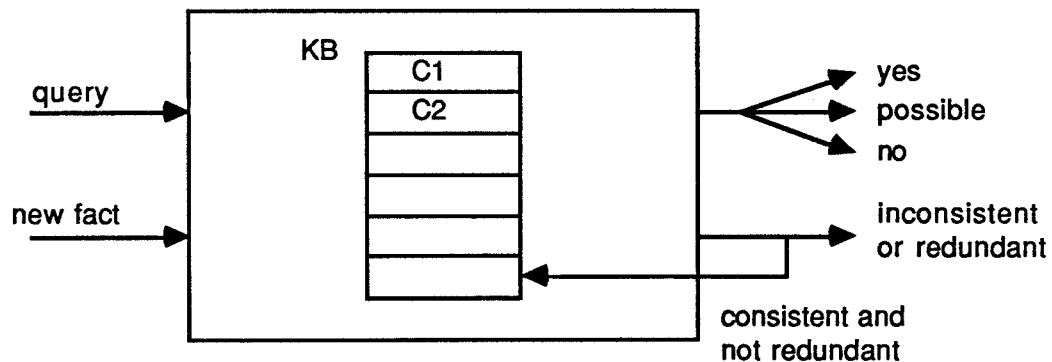 KB
C1
yes
query
C2
possible
no
new fact
inconsistent
or redundant
consistent and
not redundant